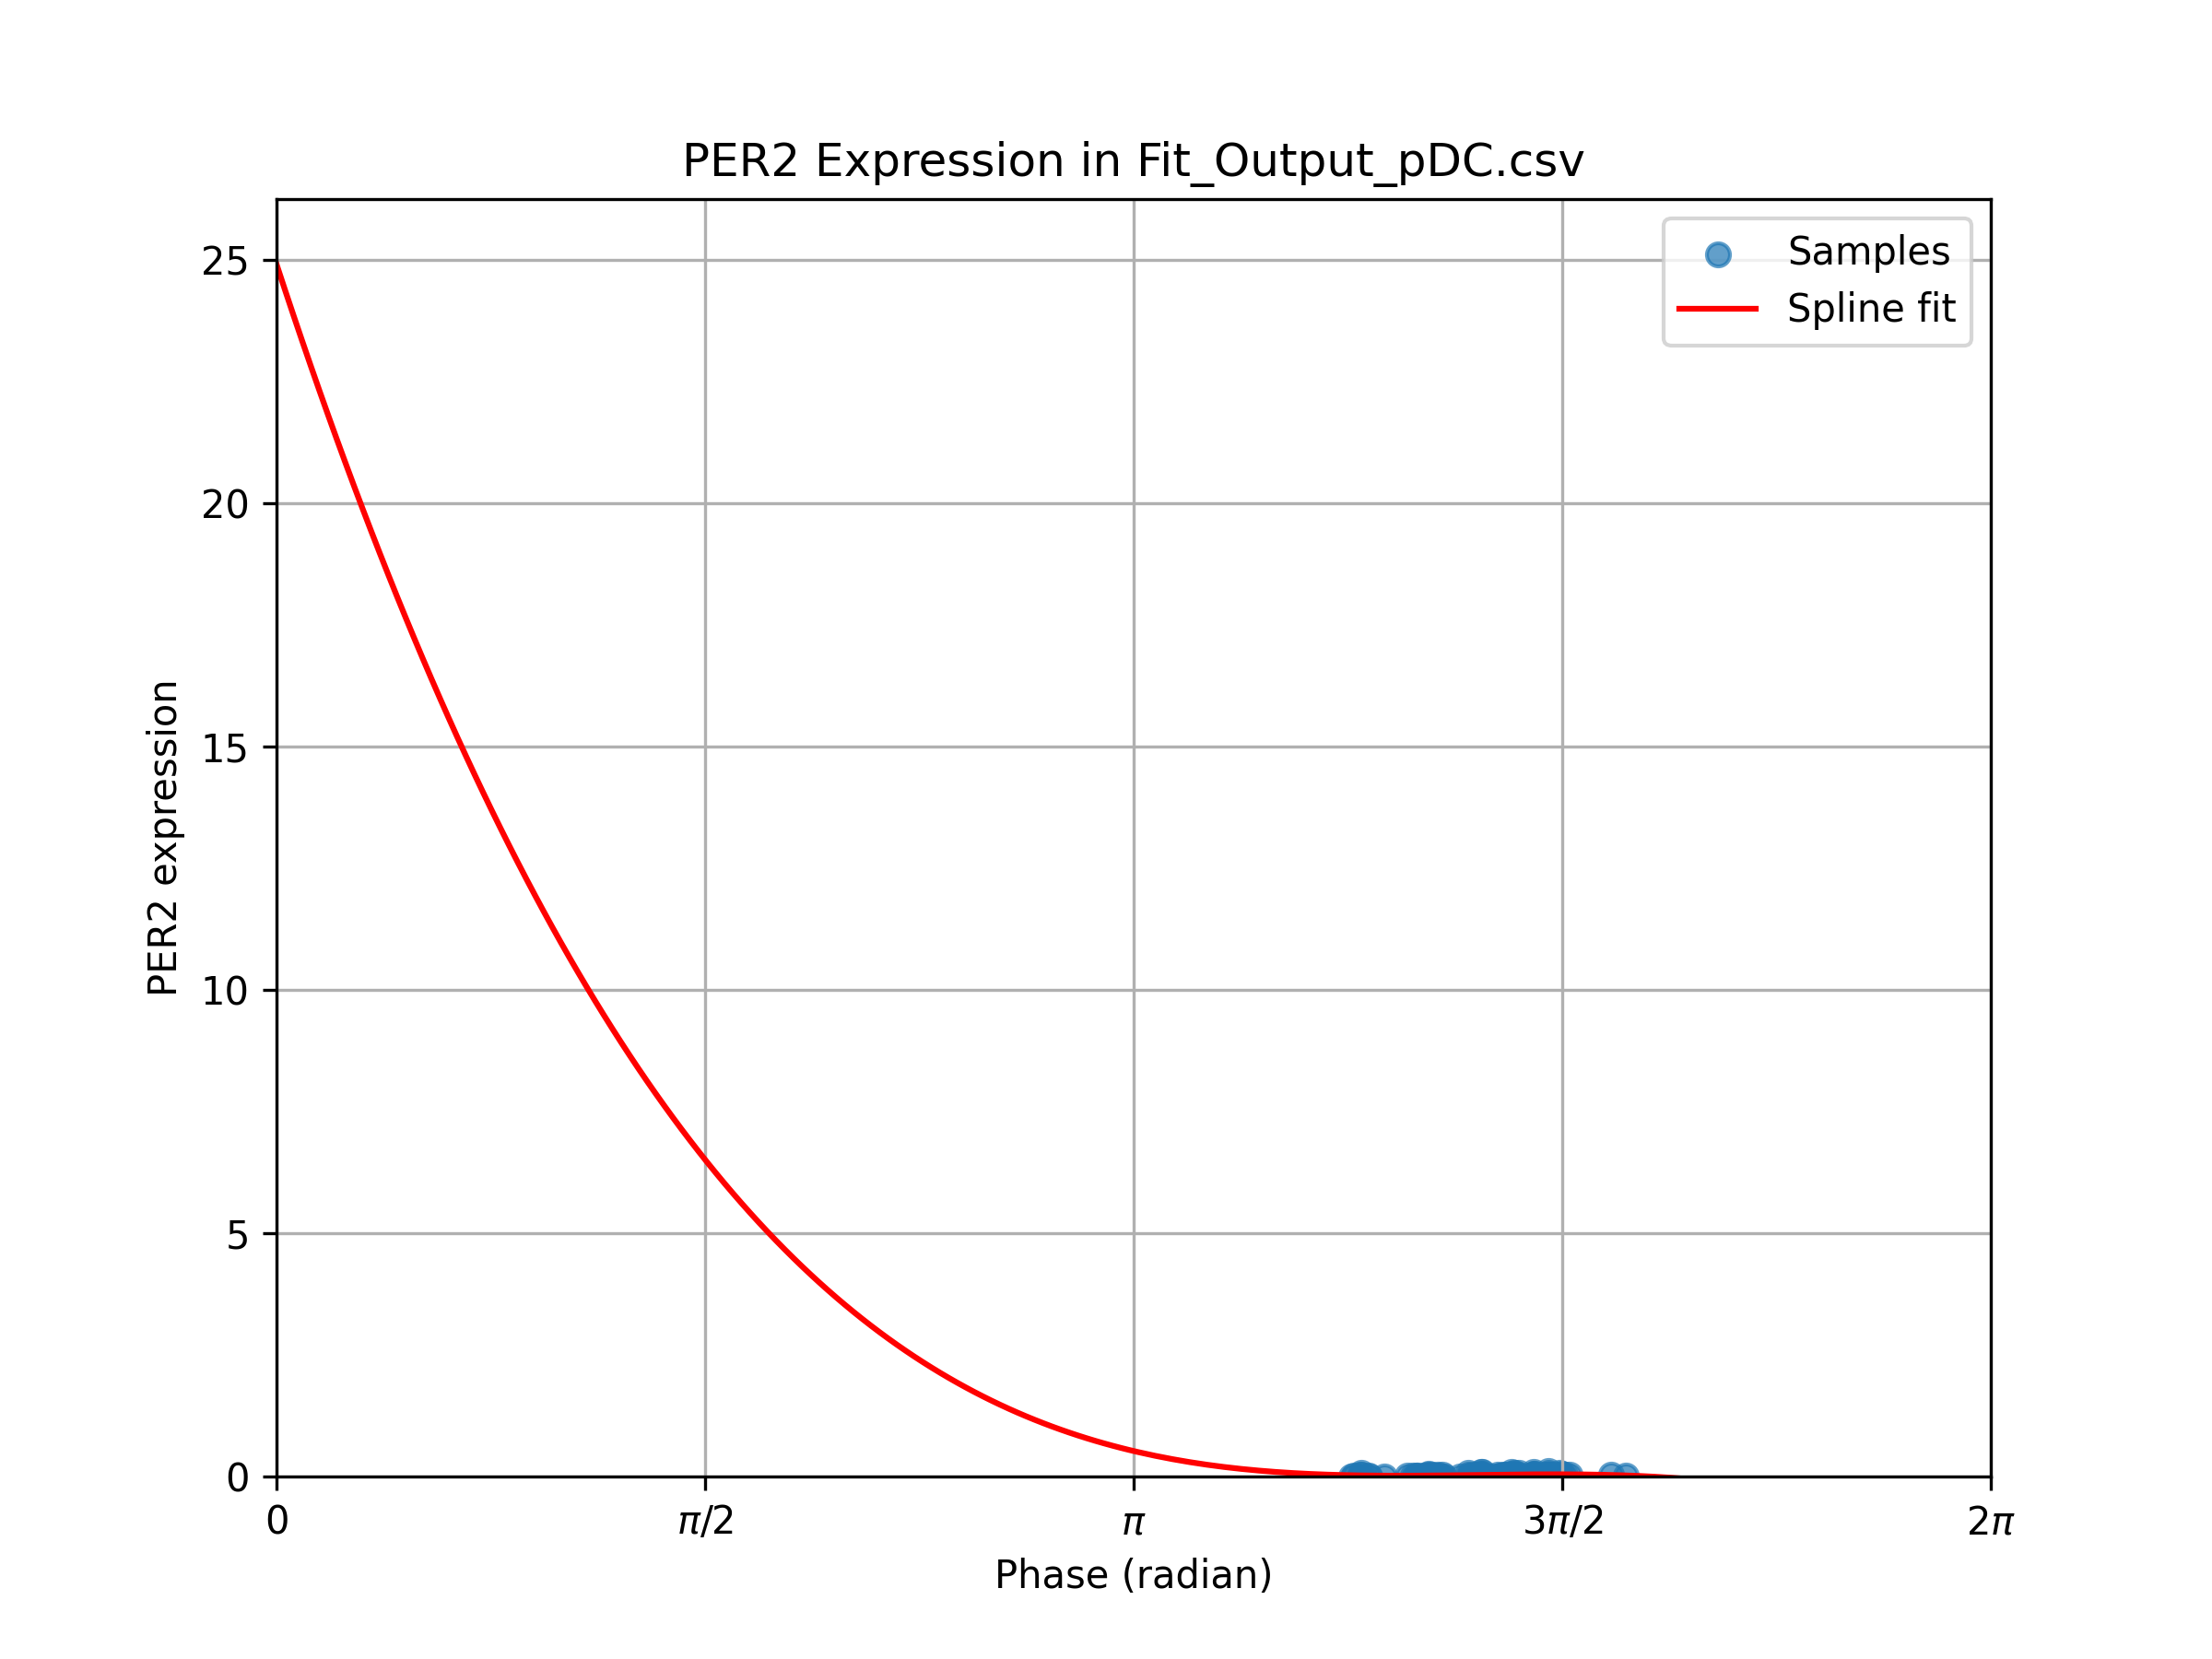 PER2 Expression in Fit_Output_pDC.csv
Samples
Spline fit
25
20
15
10
5
0
PER2 expression
0
π/2
π
3π/2
2π
Phase (radian)